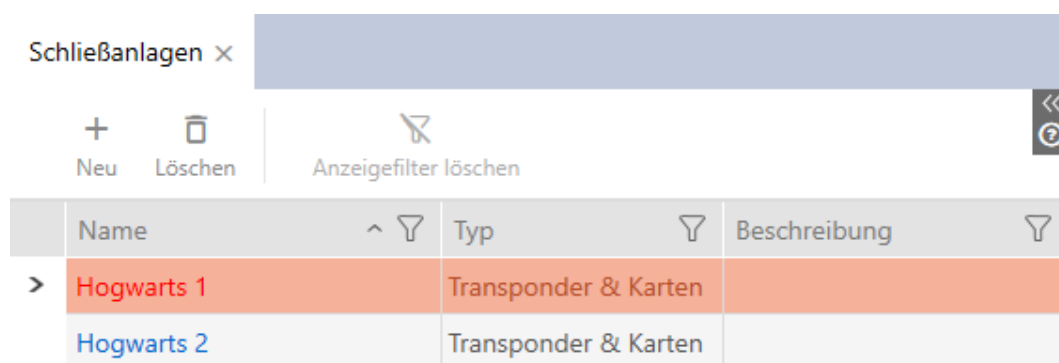 Schließanlagen
Neu Löschen Anzeigefilter löschen
Name Typ Beschreibung
Hogwarts 1 Transponder & Karten
Hogwarts 2 Transponder & Karten